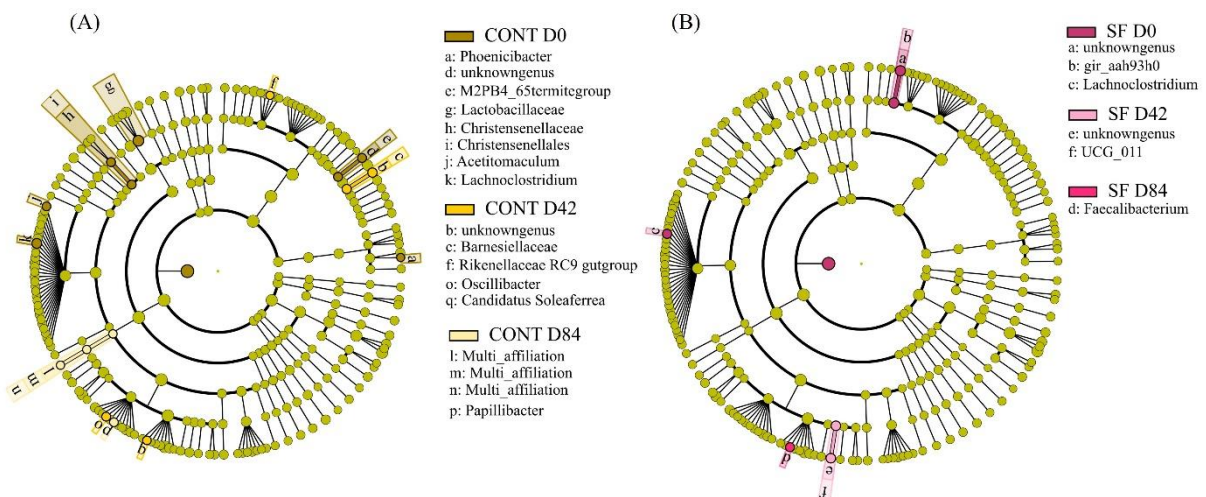 (A)
CONT D0
a: Phoenicibacter
d: unknowngenus
e: M2PB4_65termitegroup
g: Lactobacillaceae
h: Christensenellaceae
i: Christensenellales
j: Acetitomaculum
k: Lachnoclostridium
CONT D42
b: unknowngenus
c: Barnesiellaceae
f: Rikenellaceae RC9 gutgroup
o: Oscillibacter
q: Candidatus Soleaferrea
CONT D84
l: Multi_affiliation
m: Multi_affiliation
n: Multi_affiliation
p: Papillibacter
i
h
g
f
e
d
c
b
a
j
k
n
m
l
o
p
q
(B)
SF D0
a: unknowngenus
b: gir_aah93h0
c: Lachnoclostridium
SF D42
e: unknowngenus
f: UCG_011
SF D84
d: Faecalibacterium
b
a
c
d
e
f